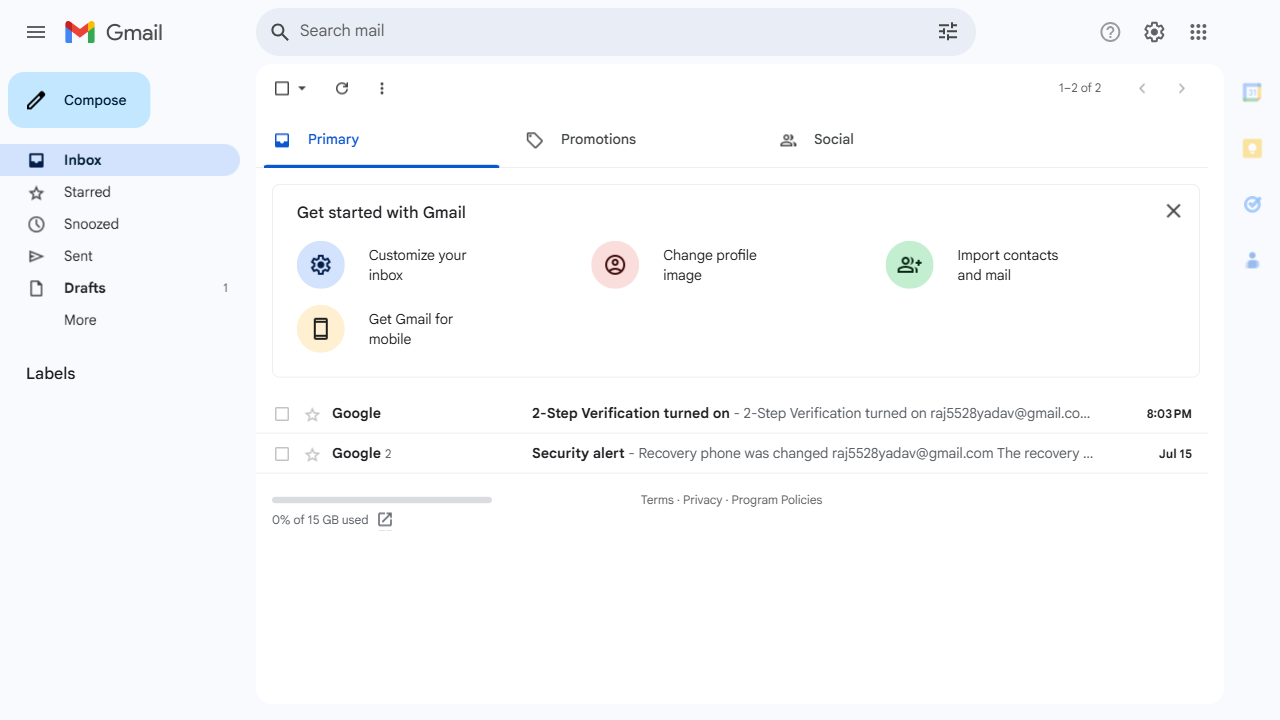 Gmail
Search mail
Compose
Inbox
Starred
Snoozed
Sent
Drafts 1
More
Labels
1–2 of 2
31
Primary
Promotions
Social
Get started with Gmail
Customize your
inbox
Change profile
image
Import contacts
and mail
Get Gmail for
mobile
Google 2-Step Verification turned on - 2-Step Verification turned on raj5528yadav@gmail.co... 8:03 PM
Google 2 Security alert - Recovery phone was changed raj5528yadav@gmail.com The recovery ... Jul 15
Terms · Privacy · Program Policies
0% of 15 GB used